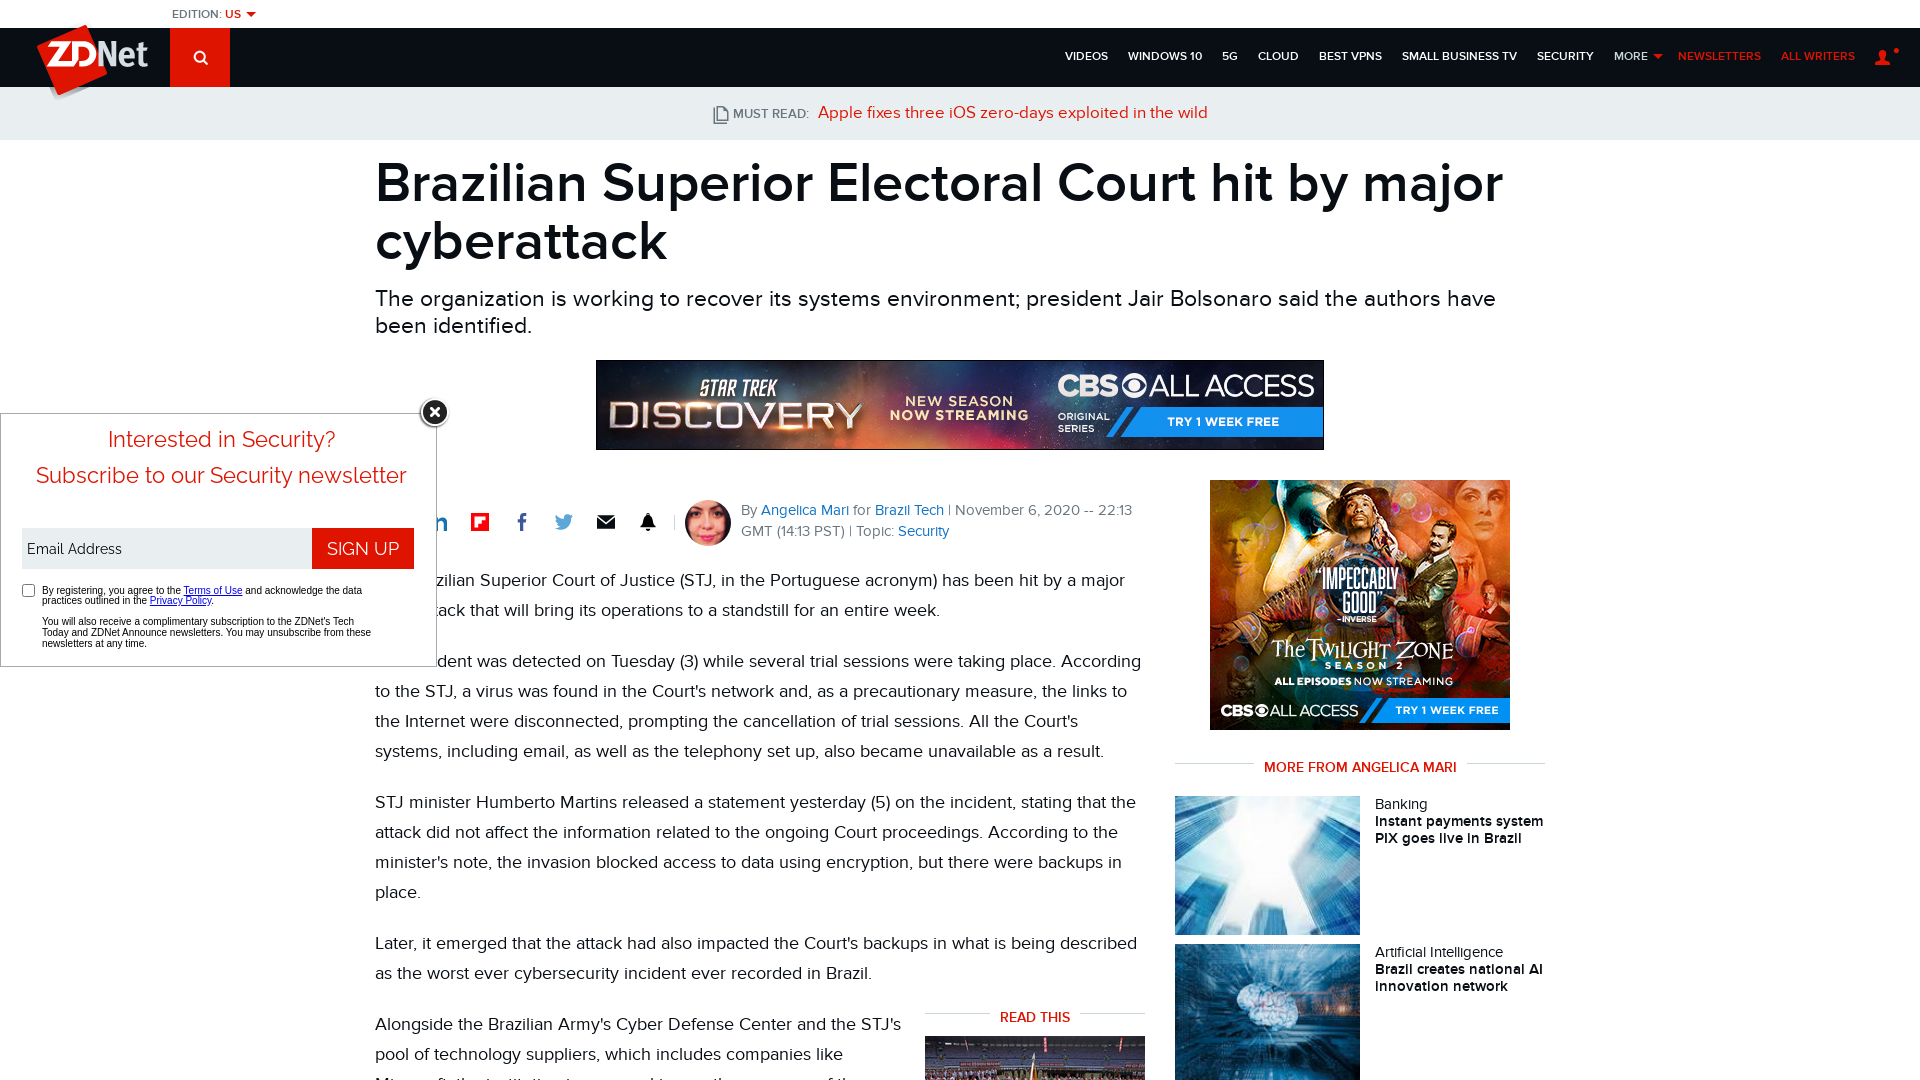 EDITION: US
ZDNet
VIDEOS WINDOWS 10 5G CLOUD BEST VPNS SMALL BUSINESS TV SECURITY MORE NEWSLETTERS ALL WRITERS
MUST READ: Apple fixes three iOS zero-days exploited in the wild
Brazilian Superior Electoral Court hit by major
cyberattack
The organization is working to recover its systems environment; president Jair Bolsonaro said the authors have
been identified.
STAR TREK
DISCOVERY
NEW SEASON
NOW STREAMING
CBS ALL ACCESS
ORIGINAL
SERIES
TRY 1 WEEK FREE
Interested in Security?
Subscribe to our Security newsletter
Email Address
SIGN UP
By registering, you agree to the Terms of Use and acknowledge the data
practices outlined in the Privacy Policy.
You will also receive a complimentary subscription to the ZDNet's Tech
Today and ZDNet Announce newsletters. You may unsubscribe from these
newsletters at any time.
By Angelica Mari for Brazil Tech | November 6, 2020 -- 22:13
GMT (14:13 PST) | Topic: Security
zilian Superior Court of Justice (STJ, in the Portuguese acronym) has been hit by a major
tack that will bring its operations to a standstill for an entire week.
dent was detected on Tuesday (3) while several trial sessions were taking place. According
to the STJ, a virus was found in the Court's network and, as a precautionary measure, the links to
the Internet were disconnected, prompting the cancellation of trial sessions. All the Court's
systems, including email, as well as the telephony set up, also became unavailable as a result.
STJ minister Humberto Martins released a statement yesterday (5) on the incident, stating that the
attack did not affect the information related to the ongoing Court proceedings. According to the
minister's note, the invasion blocked access to data using encryption, but there were backups in
place.
Later, it emerged that the attack had also impacted the Court's backups in what is being described
as the worst ever cybersecurity incident ever recorded in Brazil.
Alongside the Brazilian Army's Cyber Defense Center and the STJ's
pool of technology suppliers, which includes companies like
READ THIS
"IMPECCABLY
GOOD"
–INVERSE
THE TWILIGHT ZONE
SEASON 2
ALL EPISODES NOW STREAMING
CBS ALL ACCESS
TRY 1 WEEK FREE
MORE FROM ANGELICA MARI
Banking
Instant payments system
PIX goes live in Brazil
Artificial Intelligence
Brazil creates national AI
innovation network